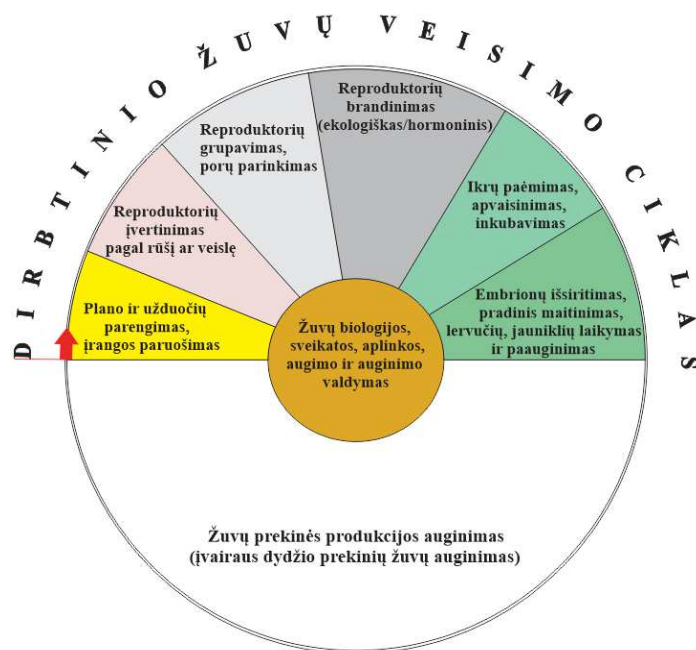 DIRBTINIO ŽUVŲ VEISIMO CIKLAS
Plano ir užduočių
parengimas,
įrangos paruošimas
Reproduktorių
įvertinimas
pagal rūšį ar veislę
Reproduktorių
grupavimas,
porų parinkimas
Reproduktorių
brandinimas
(ekologiškas/hormoninis)
Ikrų paėmimas,
apvaisinimas,
inkubavimas
Embrionų išsiritimas,
pradinis maitinimas,
lervučių, jauniklių laikymas
ir paauginimas
Žuvų biologijos,
sveikatos, aplinkos,
augimo ir auginimo
valdymas
Žuvų prekinės produkcijos auginimas
(įvairaus dydžio prekinių žuvų auginimas)